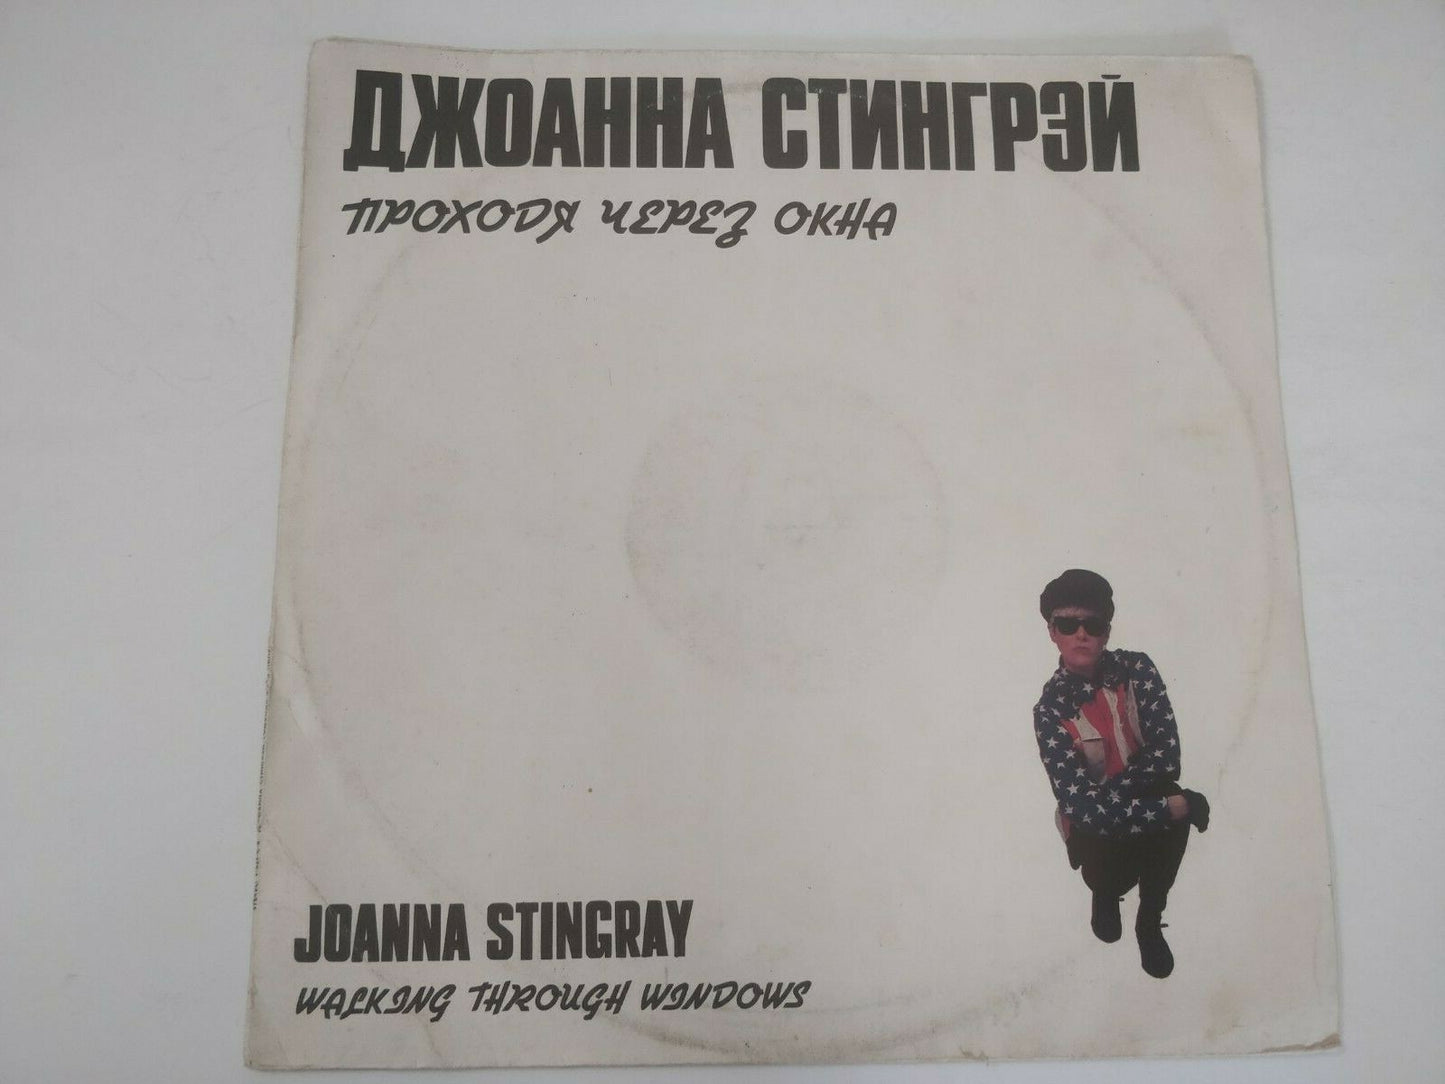 ДЖОАННА СТИНГРЭЙ
ПРОХОДЯ ЧЕРЕЗ ОКНА
JOANNA STINGRAY
WALKING THROUGH WINDOWS